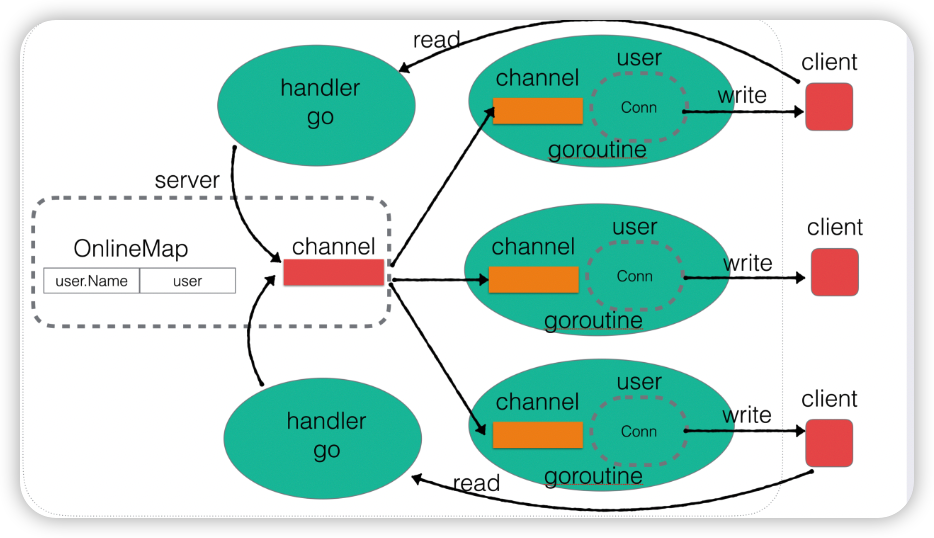 read
handler
go
channel
user
Conn
goroutine
write
client
server
OnlineMap
user.Name
user
channel
channel
user
Conn
goroutine
write
client
handler
go
read
channel
user
Conn
goroutine
write
client